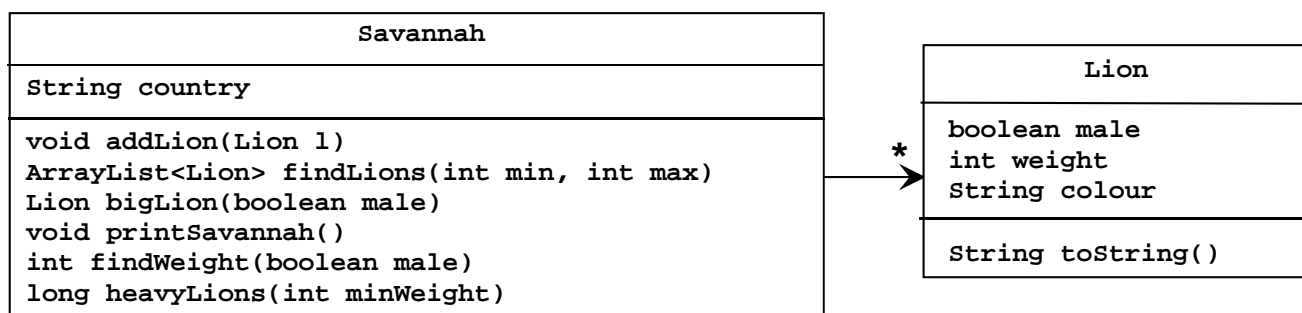 Savannah
String country
void addLion(Lion l)
ArrayList<Lion> findLions(int min, int max)
Lion bigLion(boolean male)
void printSavannah()
int findWeight(boolean male)
long heavyLions(int minWeight)
*
Lion
boolean male
int weight
String colour
String toString()